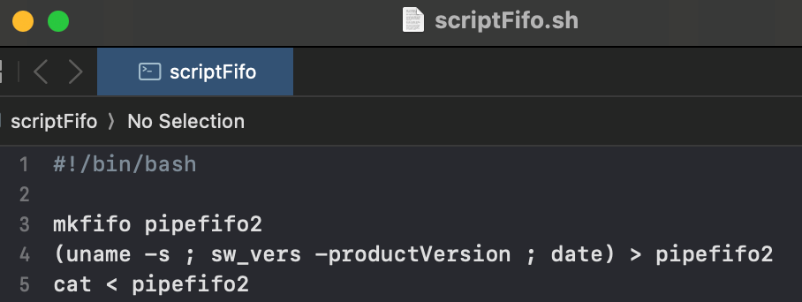 scriptFifo.sh
scriptFifo
scriptFifo 〉 No Selection
1 #!/bin/bash
2
3 mkfifo pipefifo2
4 (uname -s ; sw_vers -productVersion ; date) > pipefifo2
5 cat < pipefifo2